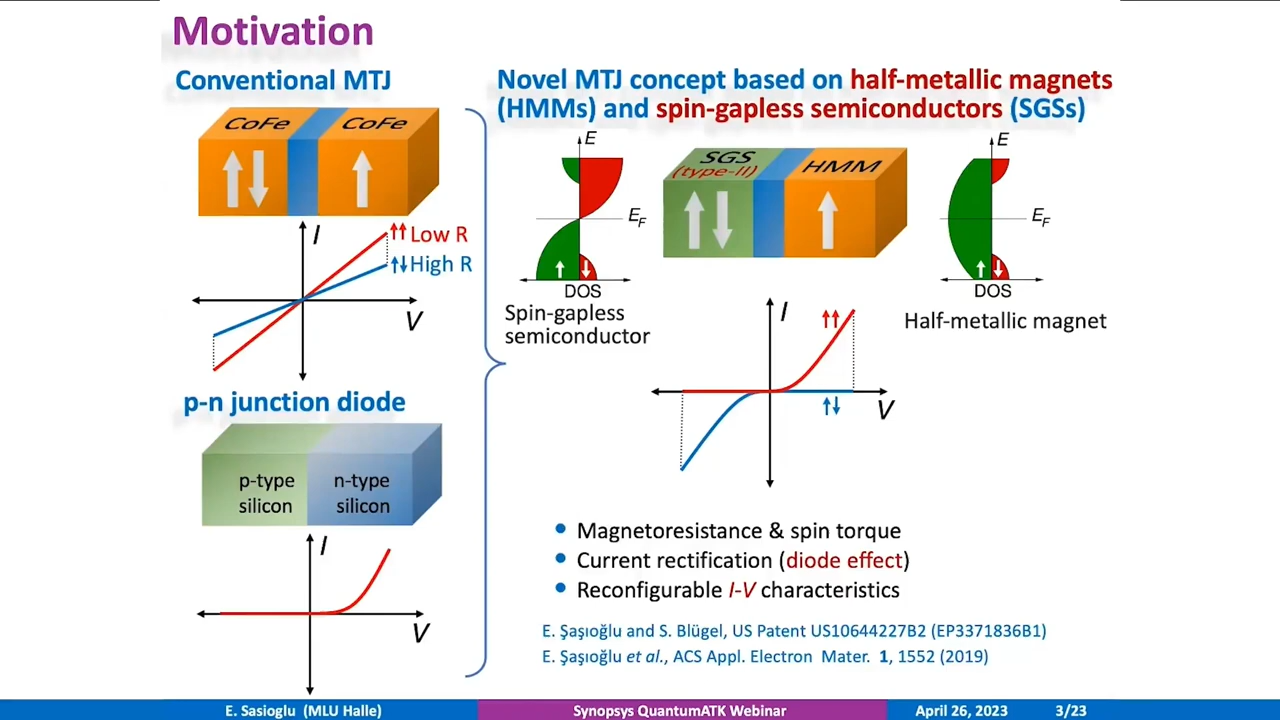 Motivation
Conventional MTJ
CoFe
CoFe
I
↑↑ Low R
↑↓ High R
V
p-n junction diode
p-type
silicon
n-type
silicon
I
V
Novel MTJ concept based on half-metallic magnets
(HMMs) and spin-gapless semiconductors (SGSs)
E
EF
DOS
Spin-gapless
semiconductor
SGS
(type-II)
HMM
E
EF
DOS
Half-metallic magnet
I
↑↑
↑↓
V
• Magnetoresistance & spin torque
• Current rectification (diode effect)
• Reconfigurable I-V characteristics
E. Şaşıoğlu and S. Blügel, US Patent US10644227B2 (EP3371836B1)
E. Şaşıoğlu et al., ACS Appl. Electron Mater. 1, 1552 (2019)
E. Sasioglu (MLU Halle)
Synopsys QuantumATK Webinar
April 26, 2023
3/23